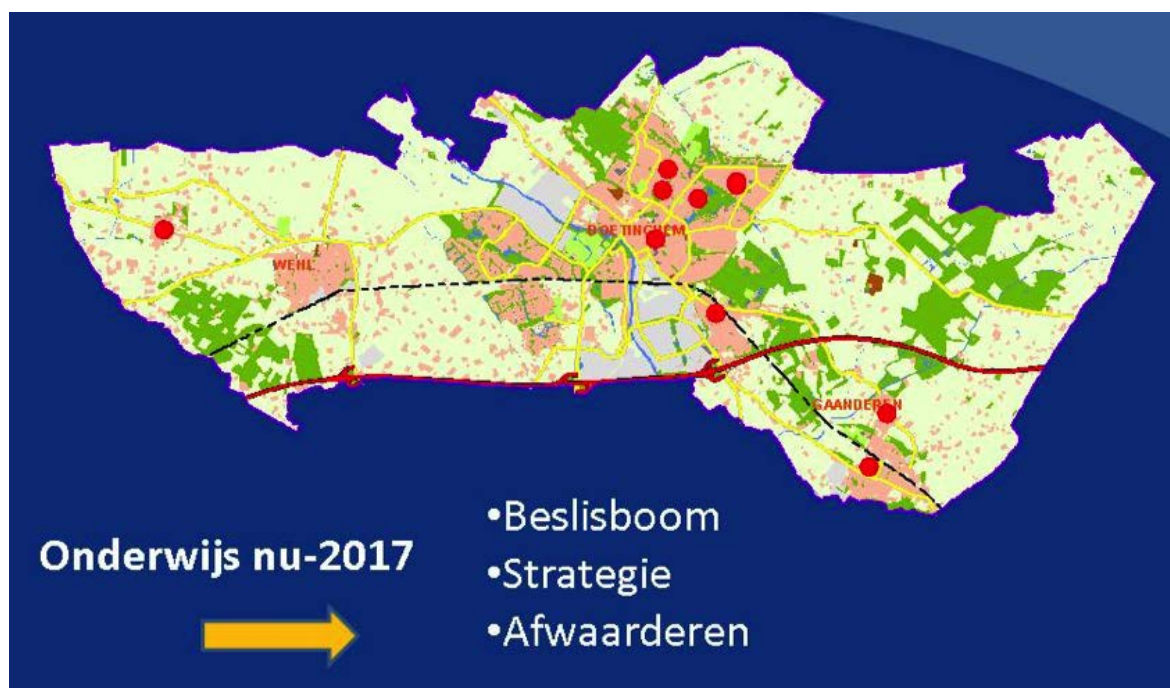 DOETINCHEM
WEHL
GAANDEREN
Onderwijs nu-2017
•Beslisboom
•Strategie
•Afwaarderen